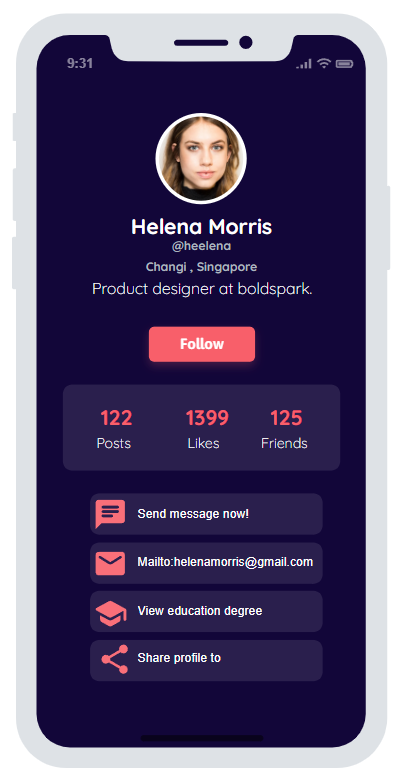 9:31
Helena Morris
@heelena
Changi , Singapore
Product designer at boldspark.
Follow
122 1399 125
Posts Likes Friends
Send message now!
Mailto:helenamorris@gmail.com
View education degree
Share profile to